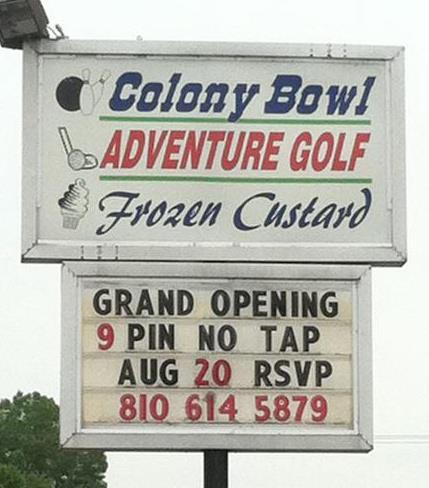 Colony Bowl
ADVENTURE GOLF
Frozen Custard
GRAND OPENING
9 PIN NO TAP
AUG 20 RSVP
810 614 5879